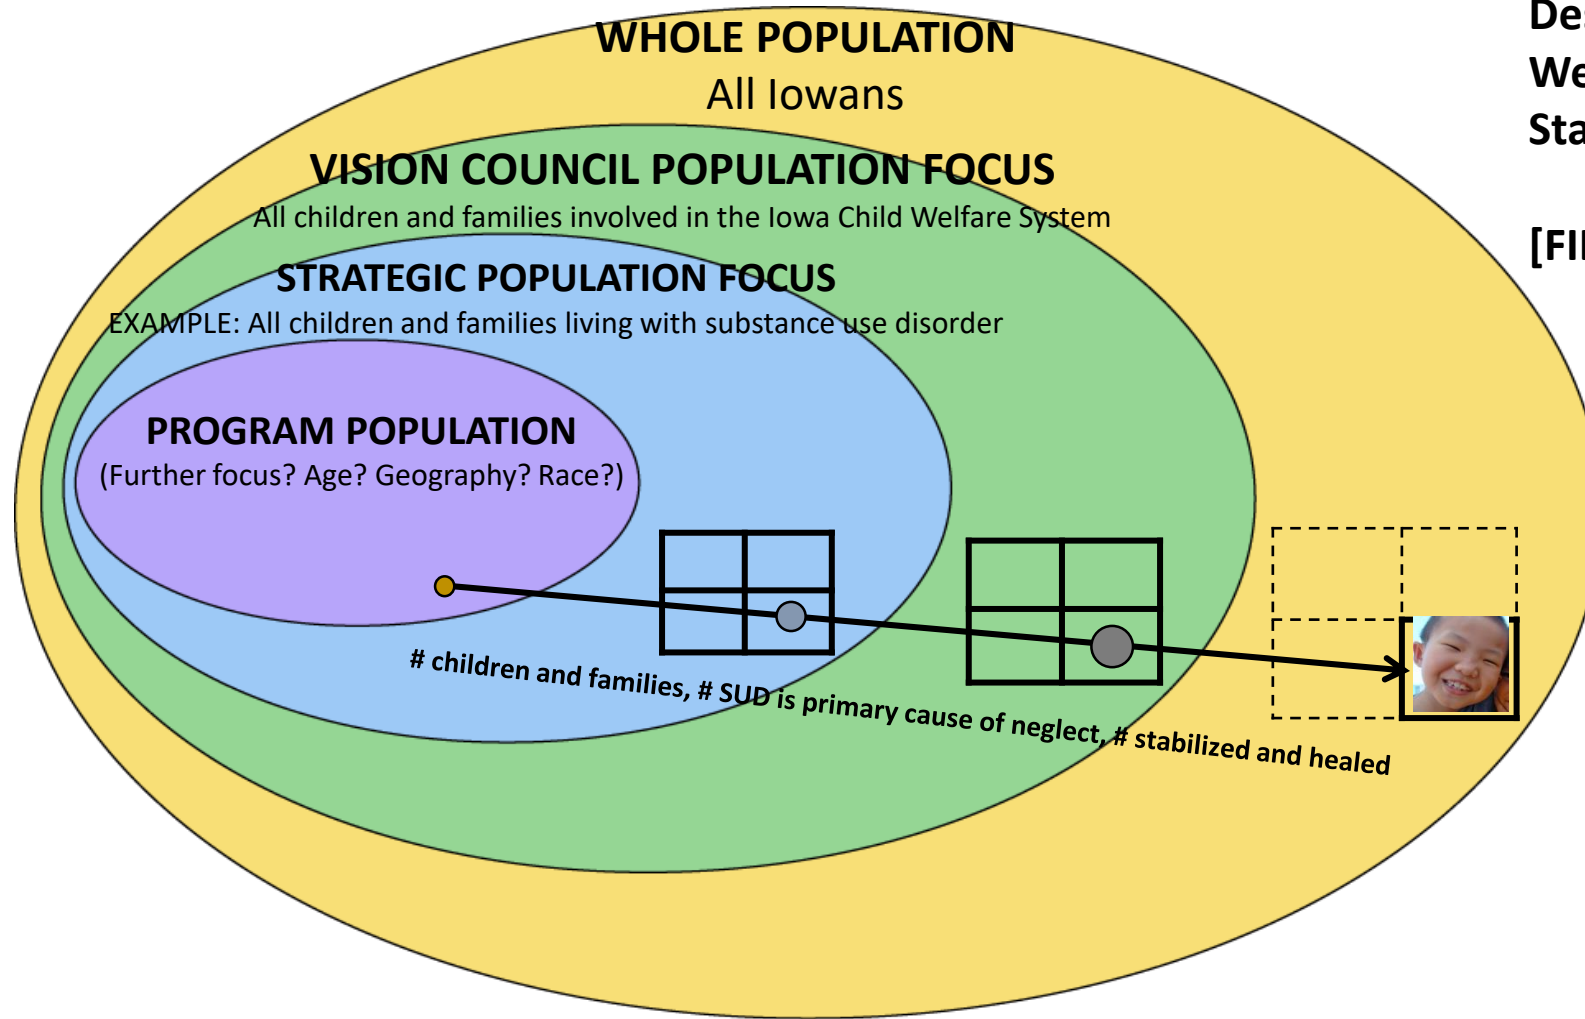 WHOLE POPULATION
All Iowans
VISION COUNCIL POPULATION FOCUS
All children and families involved in the Iowa Child Welfare System
STRATEGIC POPULATION FOCUS
EXAMPLE: All children and families living with substance use disorder
PROGRAM POPULATION
(Further focus? Age? Geography? Race?)
# children and families, # SUD is primary cause of neglect, # stabilized and healed